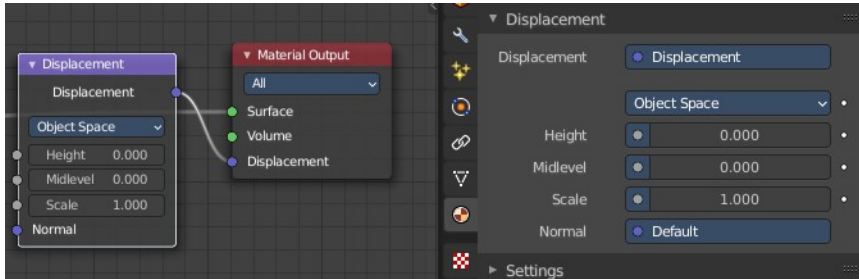 Displacement
Displacement
Object Space
Height 0.000
Midlevel 0.000
Scale 1.000
Normal
Material Output
All
Surface
Volume
Displacement
Displacement
Displacement Displacement
Object Space
Height 0.000
Midlevel 0.000
Scale 1.000
Normal Default
Settings